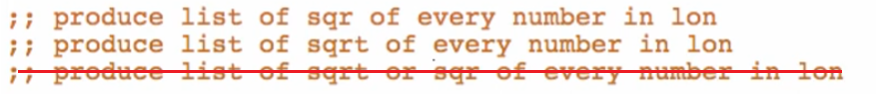 ;; produce list of sqr of every number in lon
;; produce list of sqrt of every number in lon
;; produce list of sqrt or sqr of every number in lon